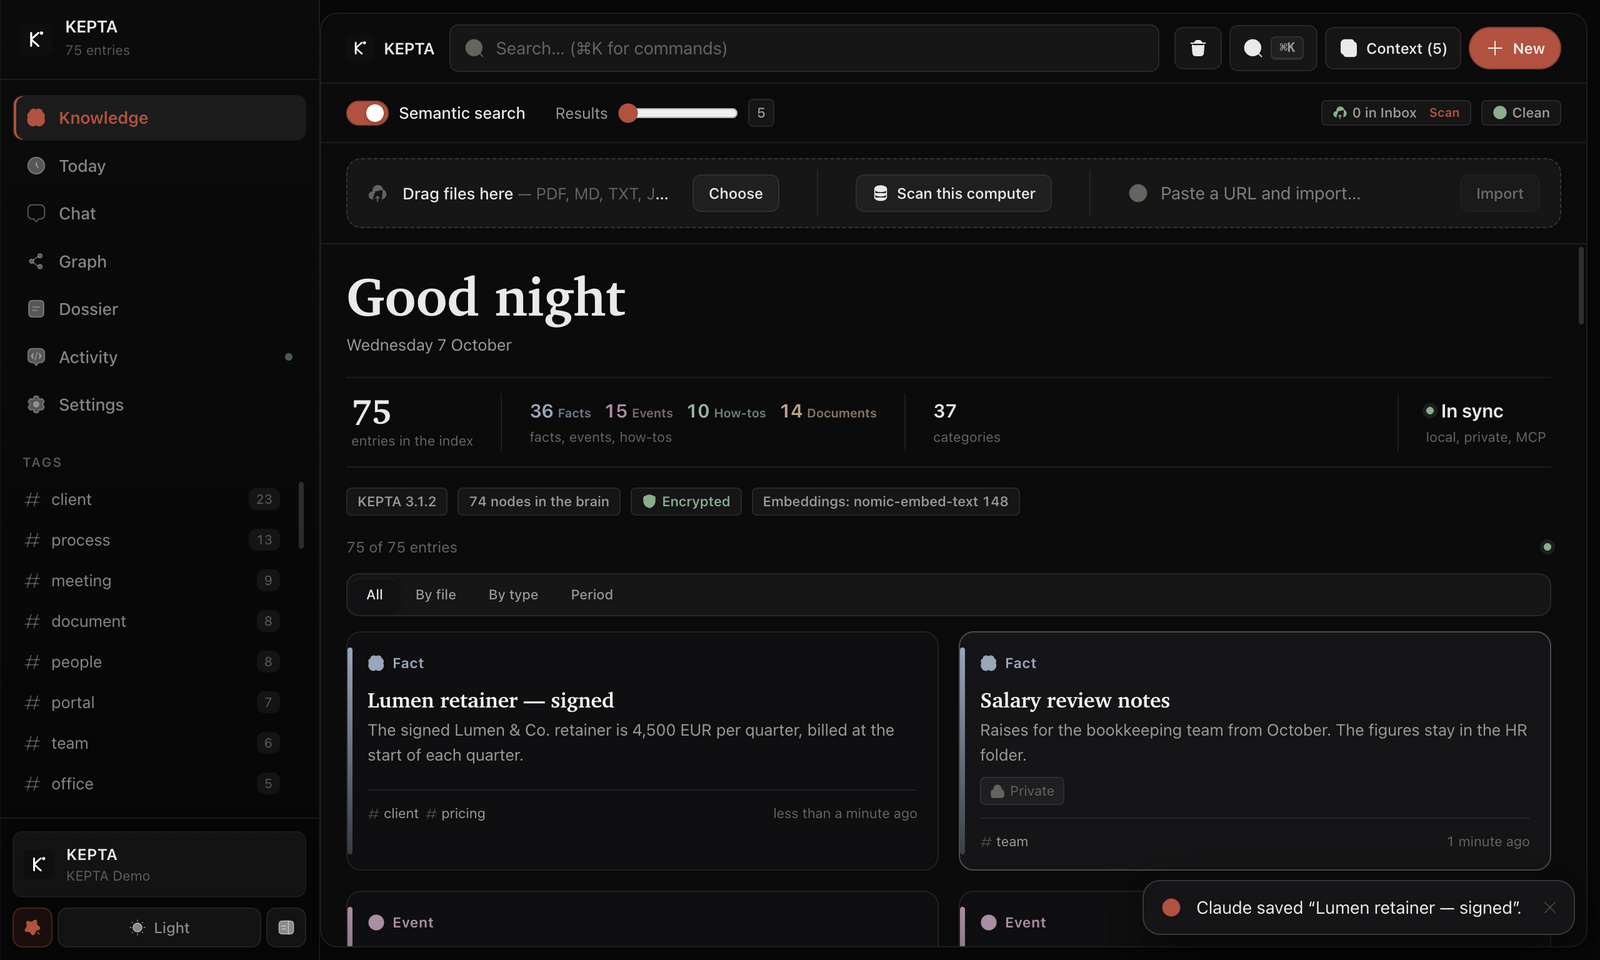 KEPTA
75 entries
Knowledge
Today
Chat
Graph
Dossier
Activity
Settings
TAGS
# client 23
# process 13
# meeting 9
# document 8
# people 8
# portal 7
# team 6
# office 5
KEPTA
KEPTA Demo
Light
KEPTA
Search... (⌘K for commands)
⌘K
Context (5)
New
Semantic search
Results
5
0 in Inbox Scan
Clean
Drag files here — PDF, MD, TXT, J...
Choose
Scan this computer
Paste a URL and import...
Import
Good night
Wednesday 7 October
75
entries in the index
36 Facts 15 Events 10 How-tos 14 Documents
facts, events, how-tos
37
categories
In sync
local, private, MCP
KEPTA 3.1.2
74 nodes in the brain
Encrypted
Embeddings: nomic-embed-text 148
75 of 75 entries
All By file By type Period
Fact
Lumen retainer — signed
The signed Lumen & Co. retainer is 4,500 EUR per quarter, billed at the
start of each quarter.
# client # pricing
less than a minute ago
Fact
Salary review notes
Raises for the bookkeeping team from October. The figures stay in the HR
folder.
Private
# team
1 minute ago
Event
Event
Claude saved “Lumen retainer — signed”.